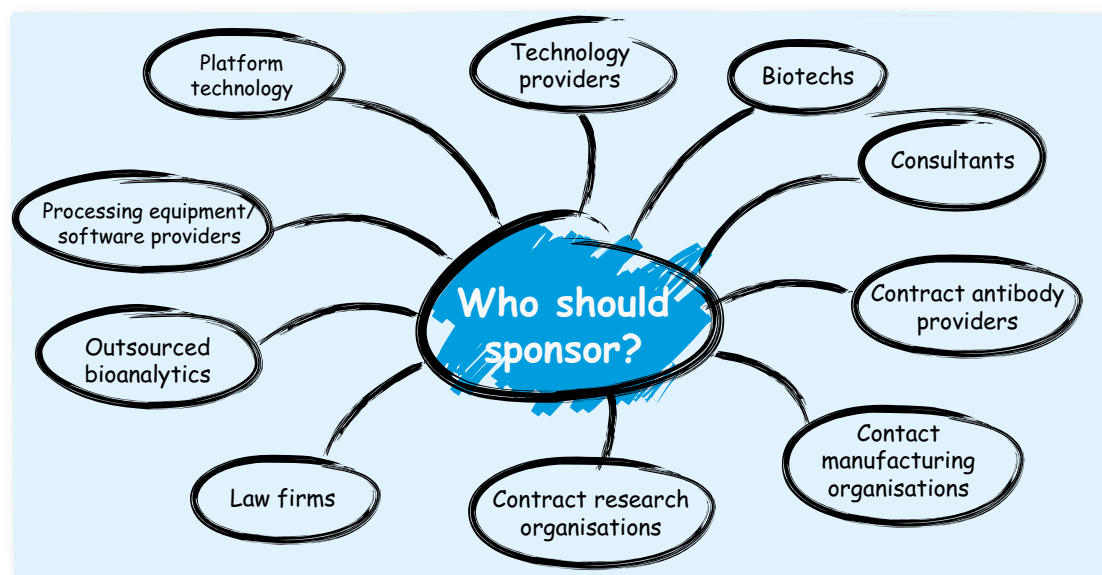 Platform
technology
Technology
providers
Biotechs
Consultants
Processing equipment/
software providers
Who should
sponsor?
Contract antibody
providers
Outsourced
bioanalytics
Contact
manufacturing
organisations
Law firms
Contract research
organisations